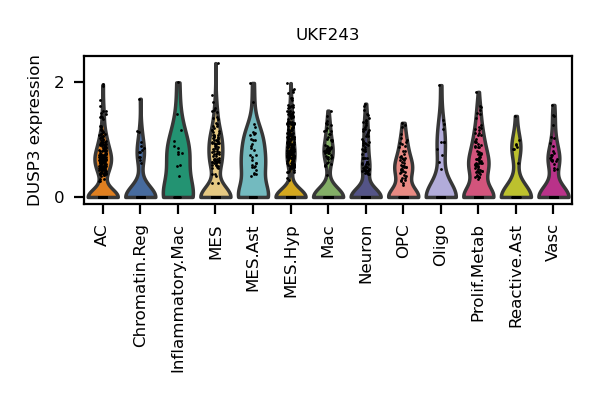 UKF243
DUSP3 expression
2
0
AC
Chromatin.Reg
Inflammatory.Mac
MES
MES.Ast
MES.Hyp
Mac
Neuron
OPC
Oligo
Prolif.Metab
Reactive.Ast
Vasc